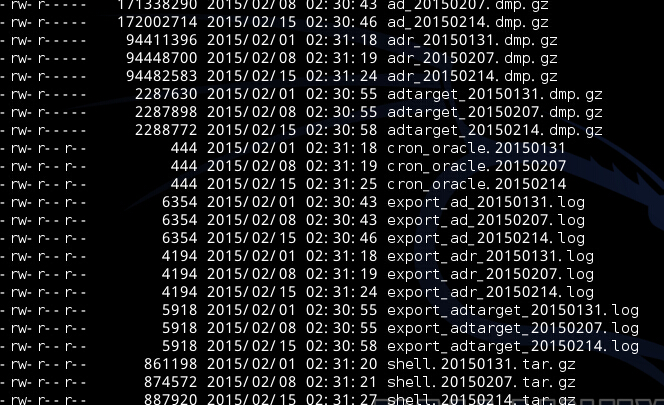 -rw-r----- 171338290 2015/02/08 02:30:43 ad_20150207.dmp.gz
-rw-r----- 172002714 2015/02/15 02:30:46 ad_20150214.dmp.gz
-rw-r----- 94411396 2015/02/01 02:31:18 adr_20150131.dmp.gz
-rw-r----- 94448700 2015/02/08 02:31:19 adr_20150207.dmp.gz
-rw-r----- 94482583 2015/02/15 02:31:24 adr_20150214.dmp.gz
-rw-r----- 2287630 2015/02/01 02:30:55 adtarget_20150131.dmp.gz
-rw-r----- 2287898 2015/02/08 02:30:55 adtarget_20150207.dmp.gz
-rw-r----- 2288772 2015/02/15 02:30:58 adtarget_20150214.dmp.gz
-rw-r--r-- 444 2015/02/01 02:31:18 cron_oracle.20150131
-rw-r--r-- 444 2015/02/08 02:31:19 cron_oracle.20150207
-rw-r--r-- 444 2015/02/15 02:31:25 cron_oracle.20150214
-rw-r--r-- 6354 2015/02/01 02:30:43 export_ad_20150131.log
-rw-r--r-- 6354 2015/02/08 02:30:43 export_ad_20150207.log
-rw-r--r-- 6354 2015/02/15 02:30:46 export_ad_20150214.log
-rw-r--r-- 4194 2015/02/01 02:31:18 export_adr_20150131.log
-rw-r--r-- 4194 2015/02/08 02:31:19 export_adr_20150207.log
-rw-r--r-- 4194 2015/02/15 02:31:24 export_adr_20150214.log
-rw-r--r-- 5918 2015/02/01 02:30:55 export_adtarget_20150131.log
-rw-r--r-- 5918 2015/02/08 02:30:55 export_adtarget_20150207.log
-rw-r--r-- 5918 2015/02/15 02:30:58 export_adtarget_20150214.log
-rw-r--r-- 861198 2015/02/01 02:31:20 shell.20150131.tar.gz
-rw-r--r-- 874572 2015/02/08 02:31:21 shell.20150207.tar.gz
-rw-r--r-- 887920 2015/02/15 02:31:27 shell.20150214.tar.gz